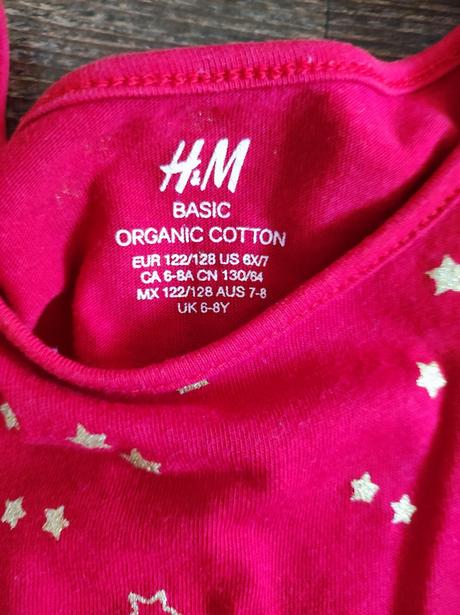 H&M
BASIC
ORGANIC COTTON
EUR 122/128 US 6X/7
CA 6-8A CN 130/64
MX 122/128 AUS 7-8
UK 6-8Y